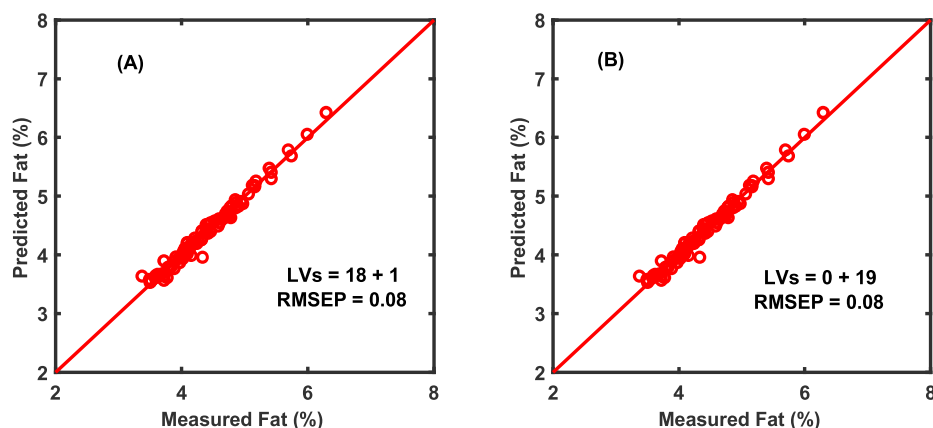 (A)
8
7
6
5
4
3
2
Predicted Fat (%)
LVs = 18 + 1
RMSEP = 0.08
2 4 6 8
Measured Fat (%)
(B)
8
7
6
5
4
3
2
Predicted Fat (%)
LVs = 0 + 19
RMSEP = 0.08
2 4 6 8
Measured Fat (%)